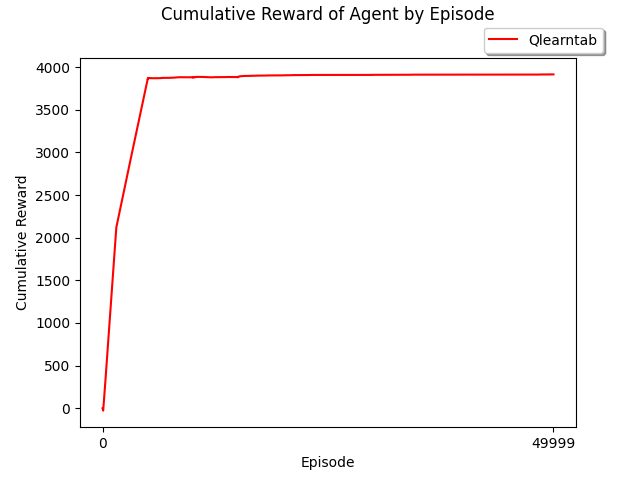 Cumulative Reward of Agent by Episode
Qlearntab
4000
3500
3000
2500
2000
1500
1000
500
0
Cumulative Reward
0 49999
Episode